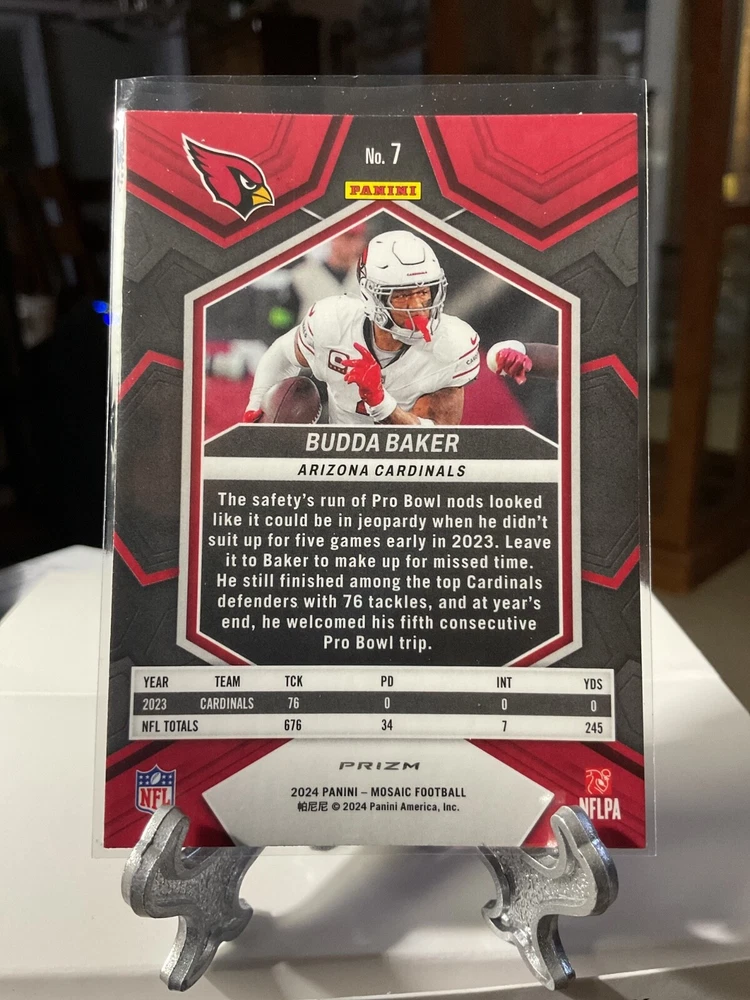 No. 7
PANINI
CARDINALS
BUDDA BAKER
ARIZONA CARDINALS
The safety's run of Pro Bowl nods looked
like it could be in jeopardy when he didn't
suit up for five games early in 2023. Leave
it to Baker to make up for missed time.
He still finished among the top Cardinals
defenders with 76 tackles, and at year's
end, he welcomed his fifth consecutive
Pro Bowl trip.
YEAR TEAM TCK PD INT YDS
2023 CARDINALS 76 0 0 0
NFL TOTALS 676 34 7 245
PRIZM
2024 PANINI – MOSAIC FOOTBALL
帕尼尼 © 2024 Panini America, Inc.
NFL
NFLPA